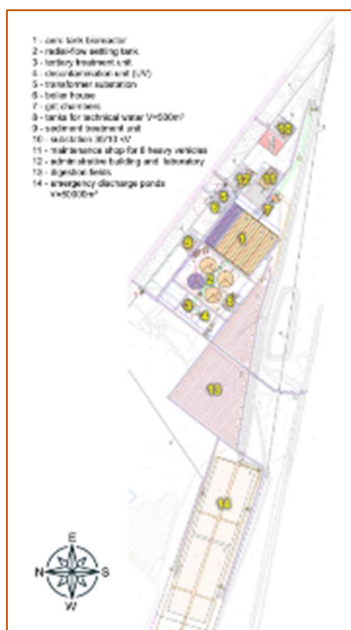 1 - aero tank bioreactor
2 - radial-flow settling tank
3 - tertiary treatment unit
4 - decontamination unit (UV)
5 - transformer substation
6 - boiler house
7 - grit chambers
8 - tanks for technical water V=500m³
9 - sediment treatment unit
10 - substation 35/10 kV
11 - maintenance shop for 8 heavy vehicles
12 - administrative building and laboratory
13 - digestion fields
14 - emergency discharge ponds
V=50000m³
10
12
11
5
6
7
1
9
2
3
4
8
13
14
E
N
S
W